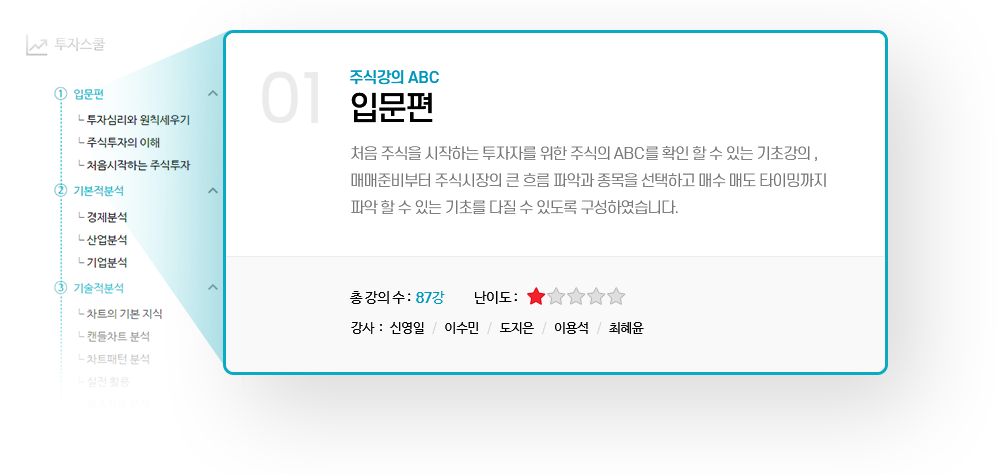 투자스쿨
① 입문편
└ 투자심리와 원칙세우기
└ 주식투자의 이해
└ 처음시작하는 주식투자
② 기본적분석
└ 경제분석
└ 산업분석
└ 기업분석
③ 기술적분석
└ 차트의 기본 지식
└ 캔들차트 분석
└ 차트패턴 분석
└ 실전 활용
01
주식강의 ABC
입문편
처음 주식을 시작하는 투자자를 위한 주식의 ABC를 확인 할 수 있는 기초강의 ,
매매준비부터 주식시장의 큰 흐름 파악과 종목을 선택하고 매수 매도 타이밍까지
파악 할 수 있는 기초를 다질 수 있도록 구성하였습니다.
총 강의 수 : 87강 난이도 :
강사 : 신영일 / 이수민 / 도지은 / 이용석 / 최혜윤